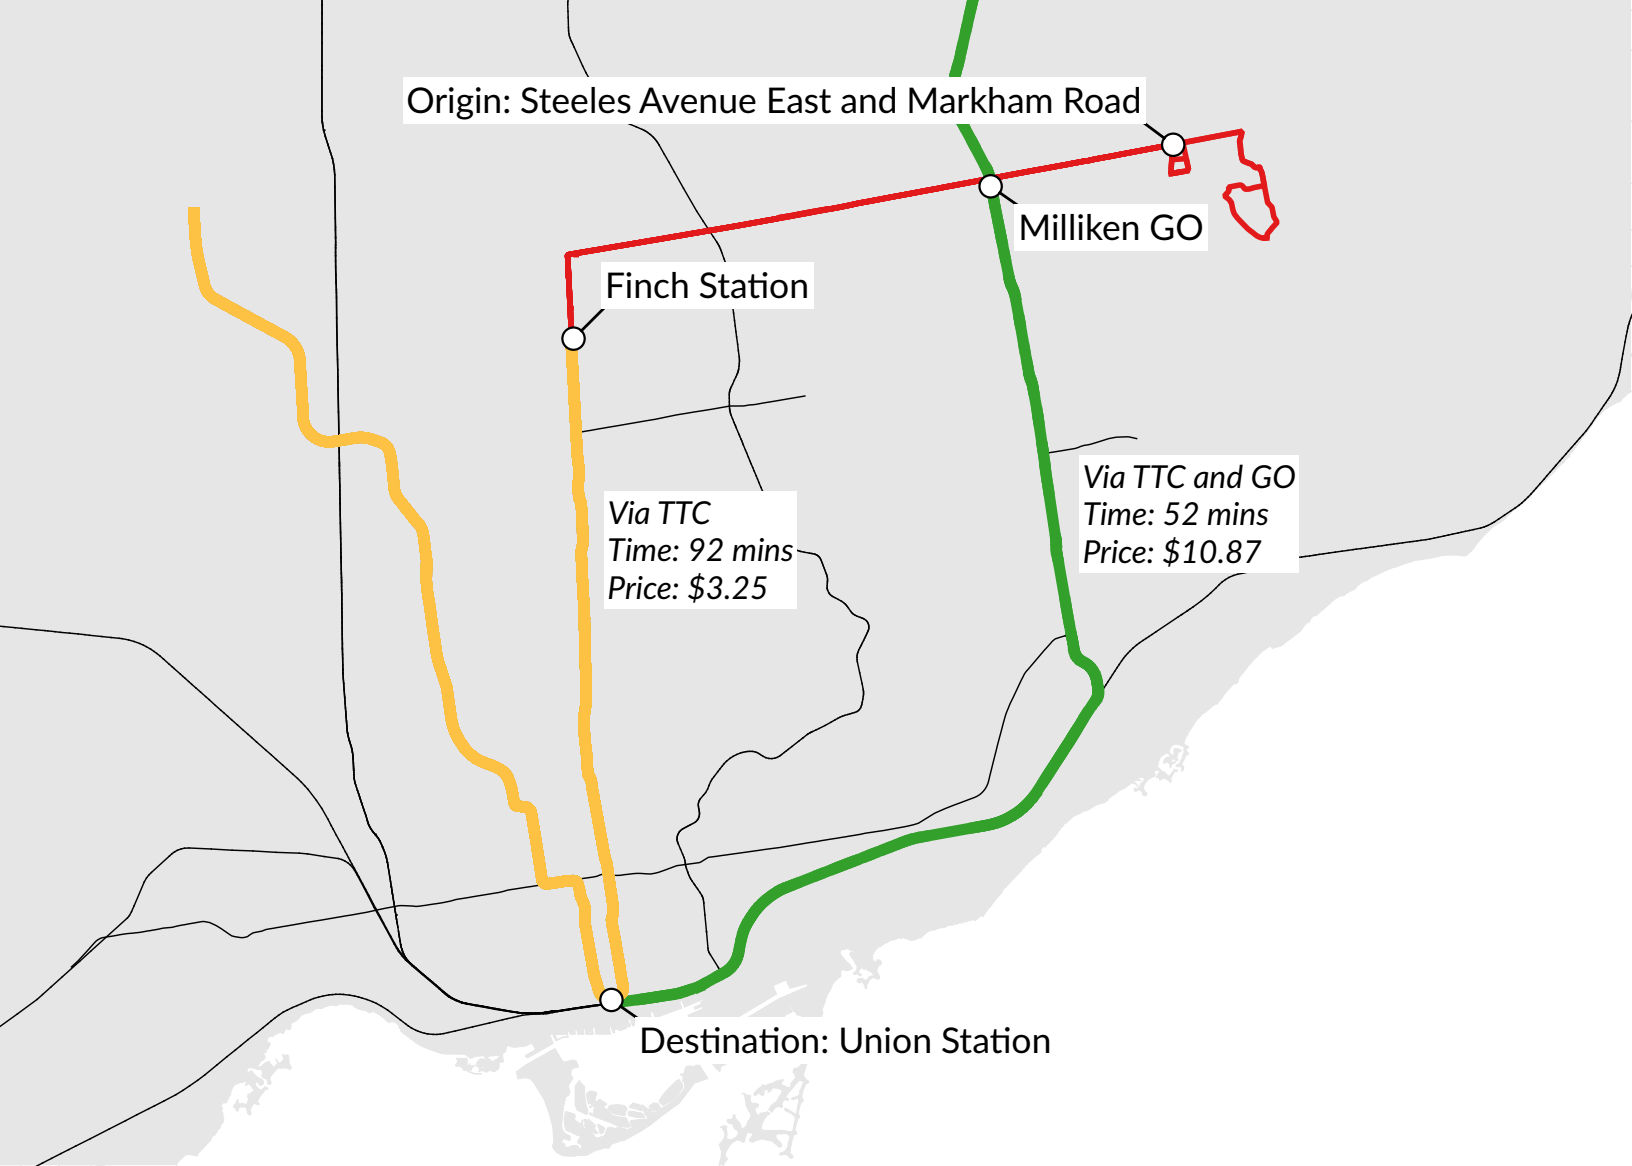 Origin: Steeles Avenue East and Markham Road
Milliken GO
Finch Station
Via TTC and GO
Time: 52 mins
Price: $10.87
Via TTC
Time: 92 mins
Price: $3.25
Destination: Union Station